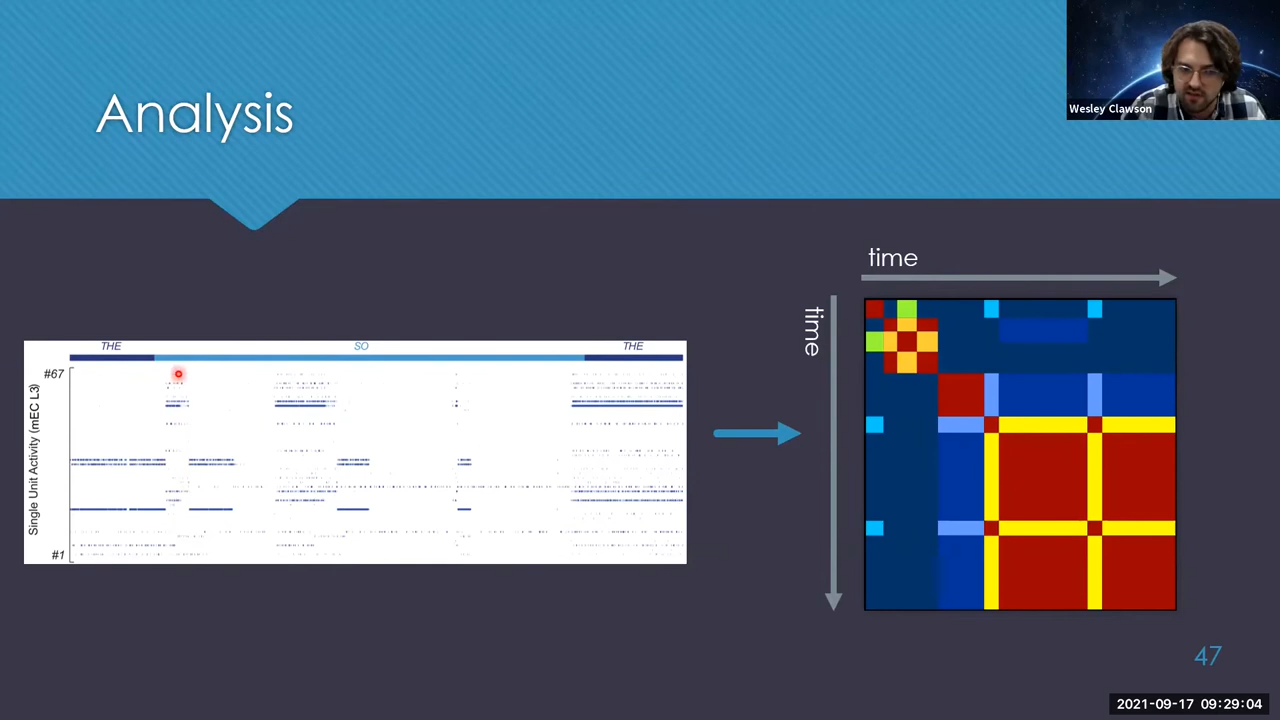 Wesley Clawson
Analysis
time
time
THE SO THE
#67
Single Unit Activity (mEC L3)
#1
47
2021-09-17 09:29:04